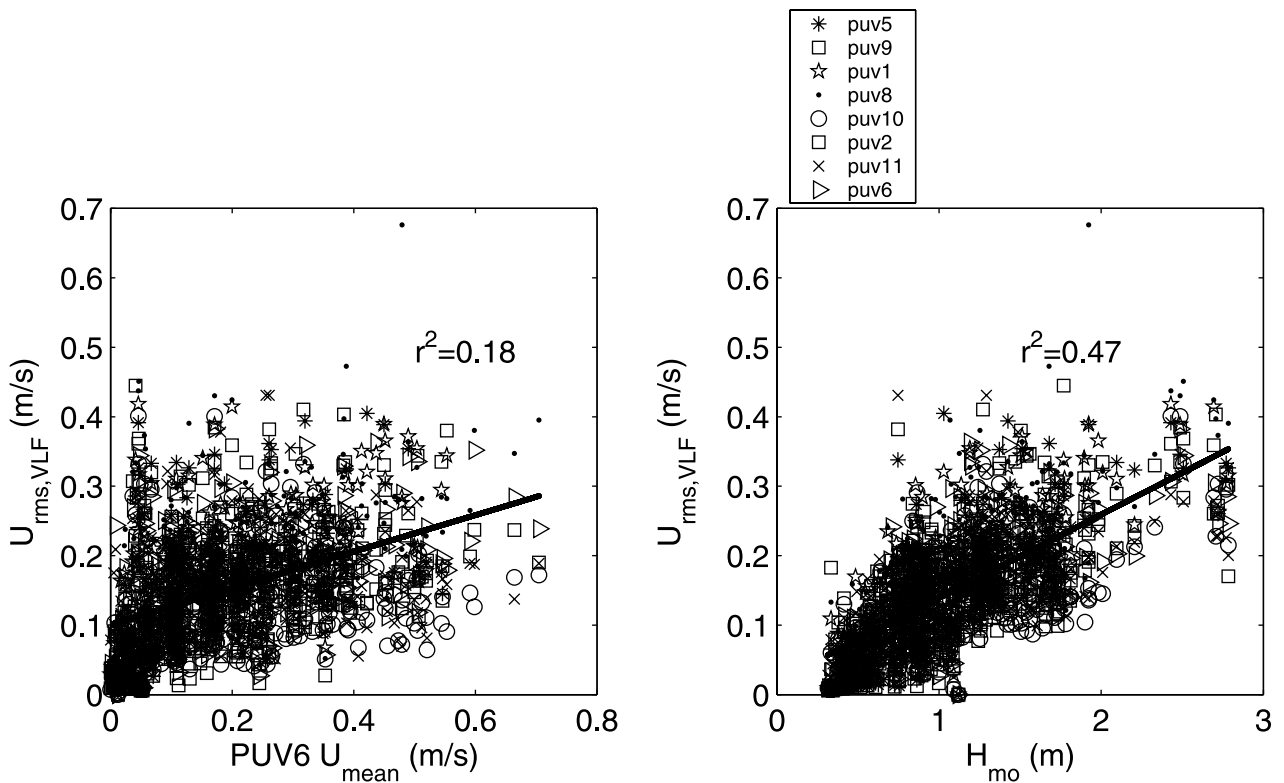 puv5
puv9
puv1
puv8
puv10
puv2
puv11
puv6
0.7
0.6
0.5
0.4
0.3
0.2
0.1
0
U_rms,VLF (m/s)
r²=0.18
0 0.2 0.4 0.6 0.8
PUV6 U_mean (m/s)
0.7
0.6
0.5
0.4
0.3
0.2
0.1
0
U_rms,VLF (m/s)
r²=0.47
0 1 2 3
H_mo (m)